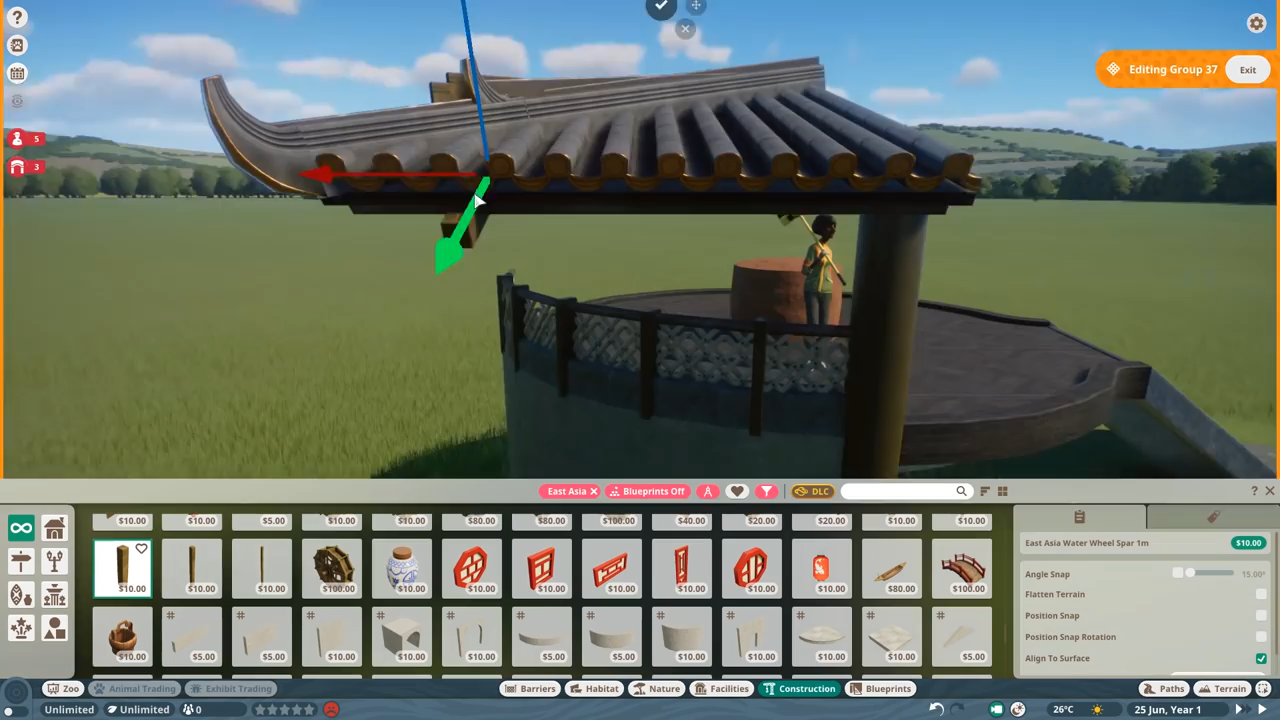 ?
Editing Group 37 Exit
5
3
East Asia × Blueprints Off DLC ? ×
$10.00 $10.00 $5.00 $10.00 $10.00 $80.00 $80.00 $100.00 $40.00 $20.00 $20.00 $10.00 $10.00
$10.00 $10.00 $10.00 $100.00 $10.00 $10.00 $10.00 $10.00 $10.00 $10.00 $10.00 $80.00 $100.00
$10.00 $5.00 $5.00 $10.00 $10.00 $10.00 $5.00 $5.00 $10.00 $10.00 $10.00 $10.00 $5.00
East Asia Water Wheel Spar 1m $10.00
Angle Snap 15.00°
Flatten Terrain
Position Snap
Position Snap Rotation
Align To Surface
Zoo Animal Trading Exhibit Trading Barriers Habitat Nature Facilities Construction Blueprints Paths Terrain
Unlimited Unlimited 0 26°C 25 Jun, Year 1